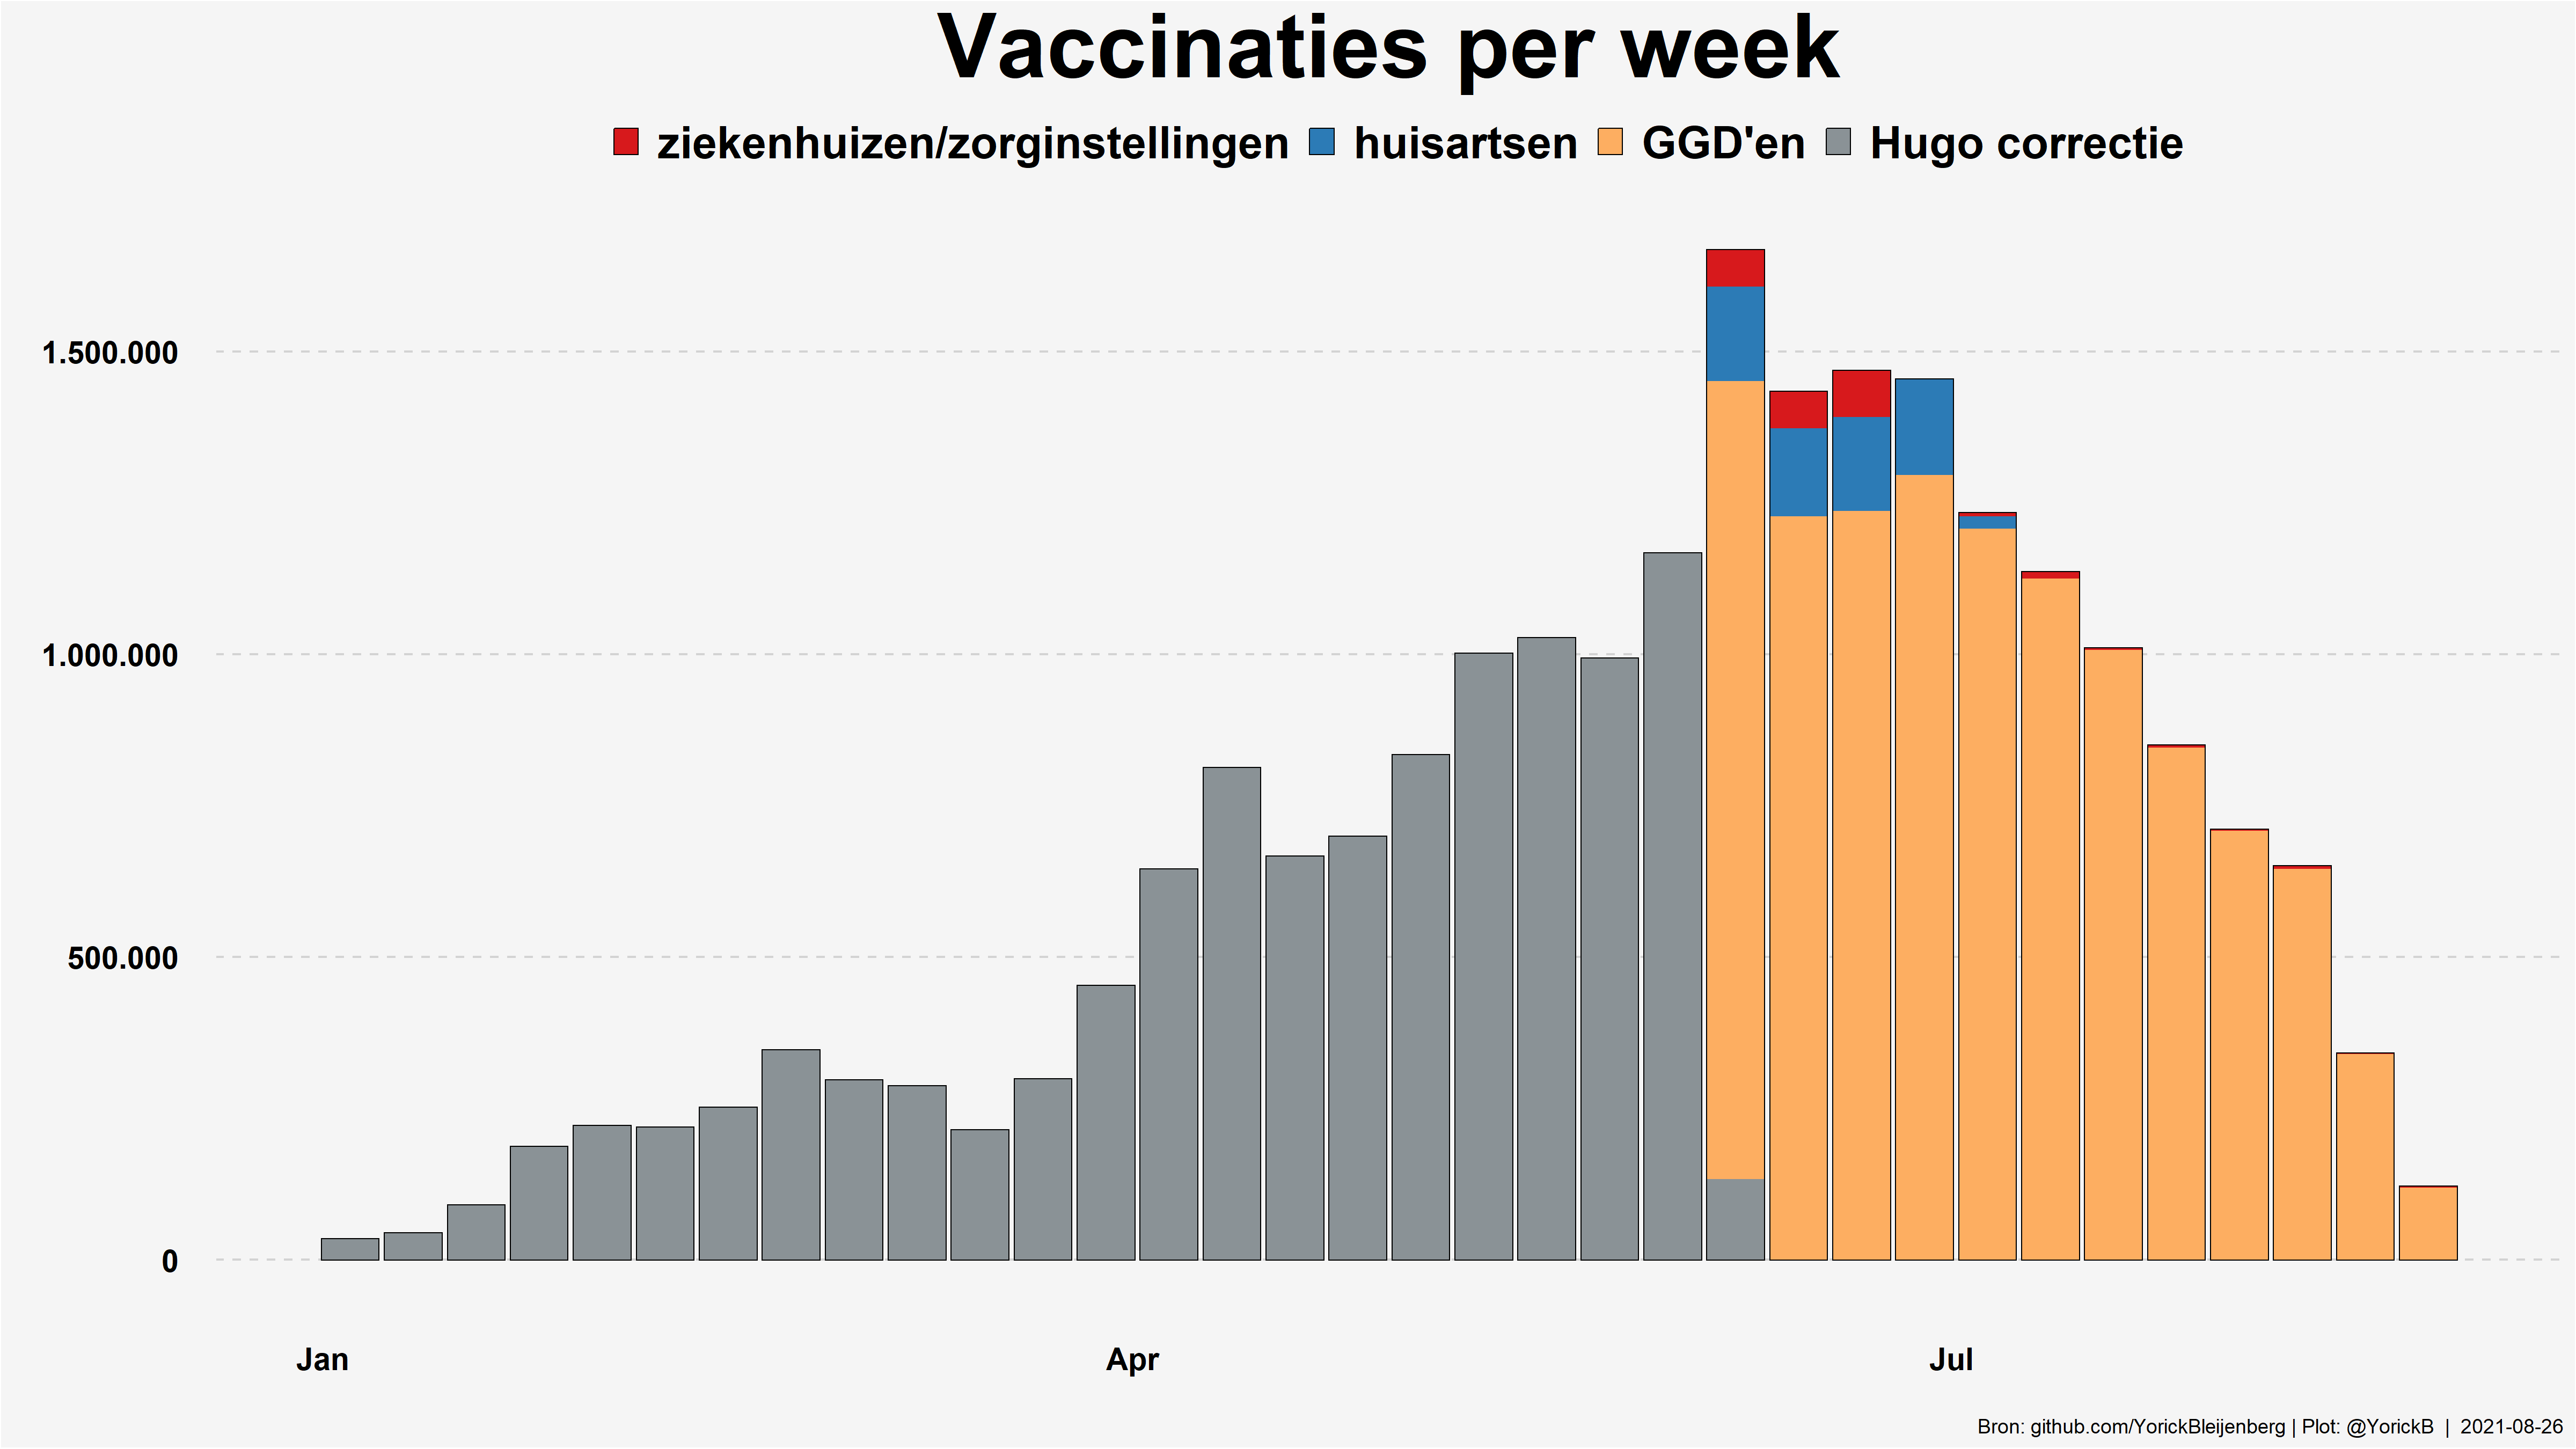 Vaccinaties per week
ziekenhuizen/zorginstellingen huisartsen GGD'en Hugo correctie
1.500.000
1.000.000
500.000
0
Jan Apr Jul
Bron: github.com/YorickBleijenberg | Plot: @YorickB | 2021-08-26